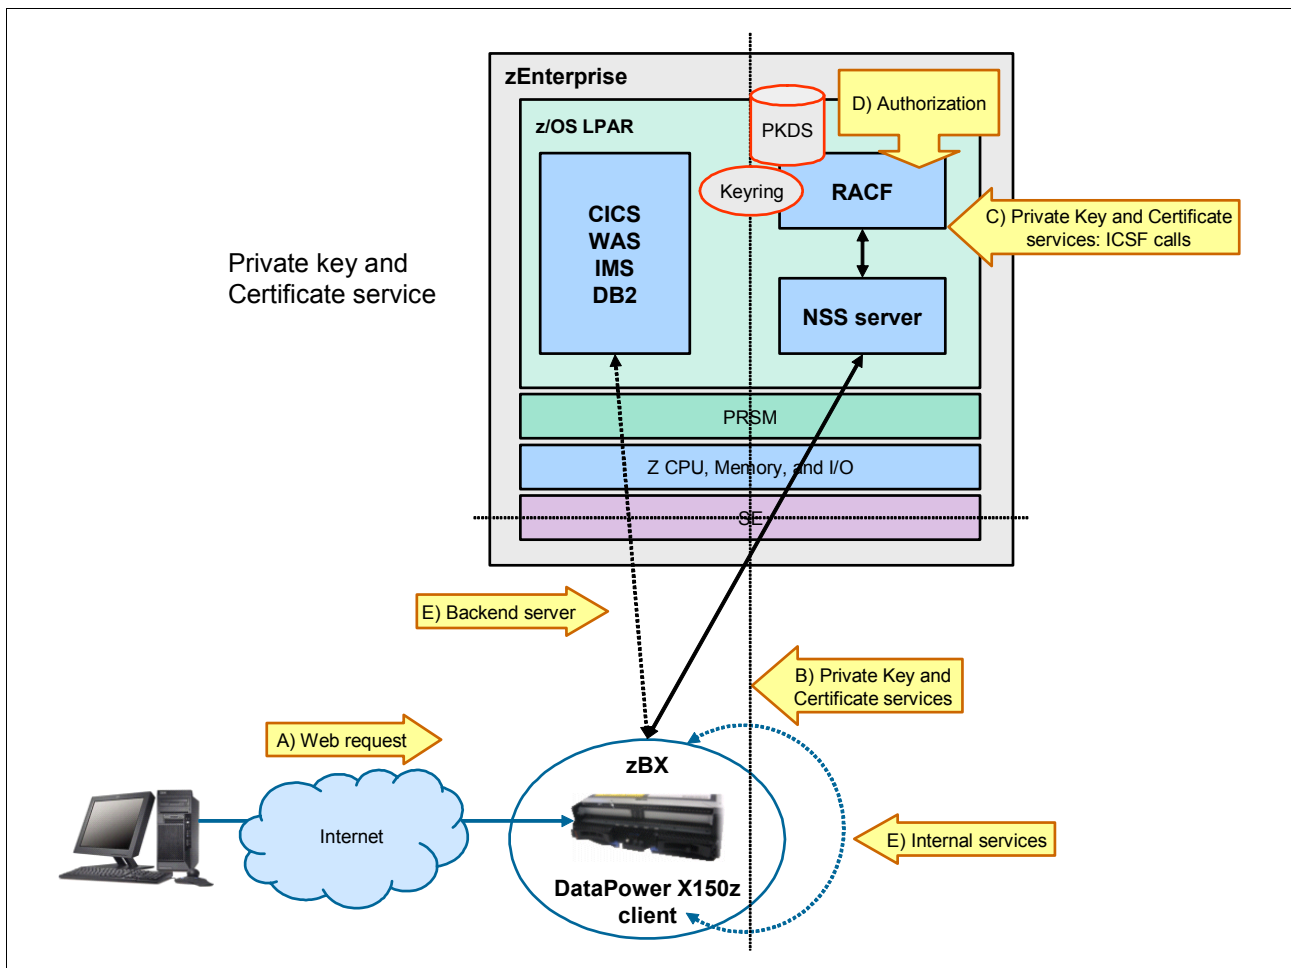 zEnterprise
D) Authorization
PKDS
z/OS LPAR
Keyring
RACF
CICS
WAS
IMS
DB2
C) Private Key and Certificate
services: ICSF calls
Private key and
Certificate service
NSS server
PRSM
Z CPU, Memory, and I/O
SE
E) Backend server
B) Private Key and
Certificate services
A) Web request
zBX
Internet
E) Internal services
DataPower X150z
client